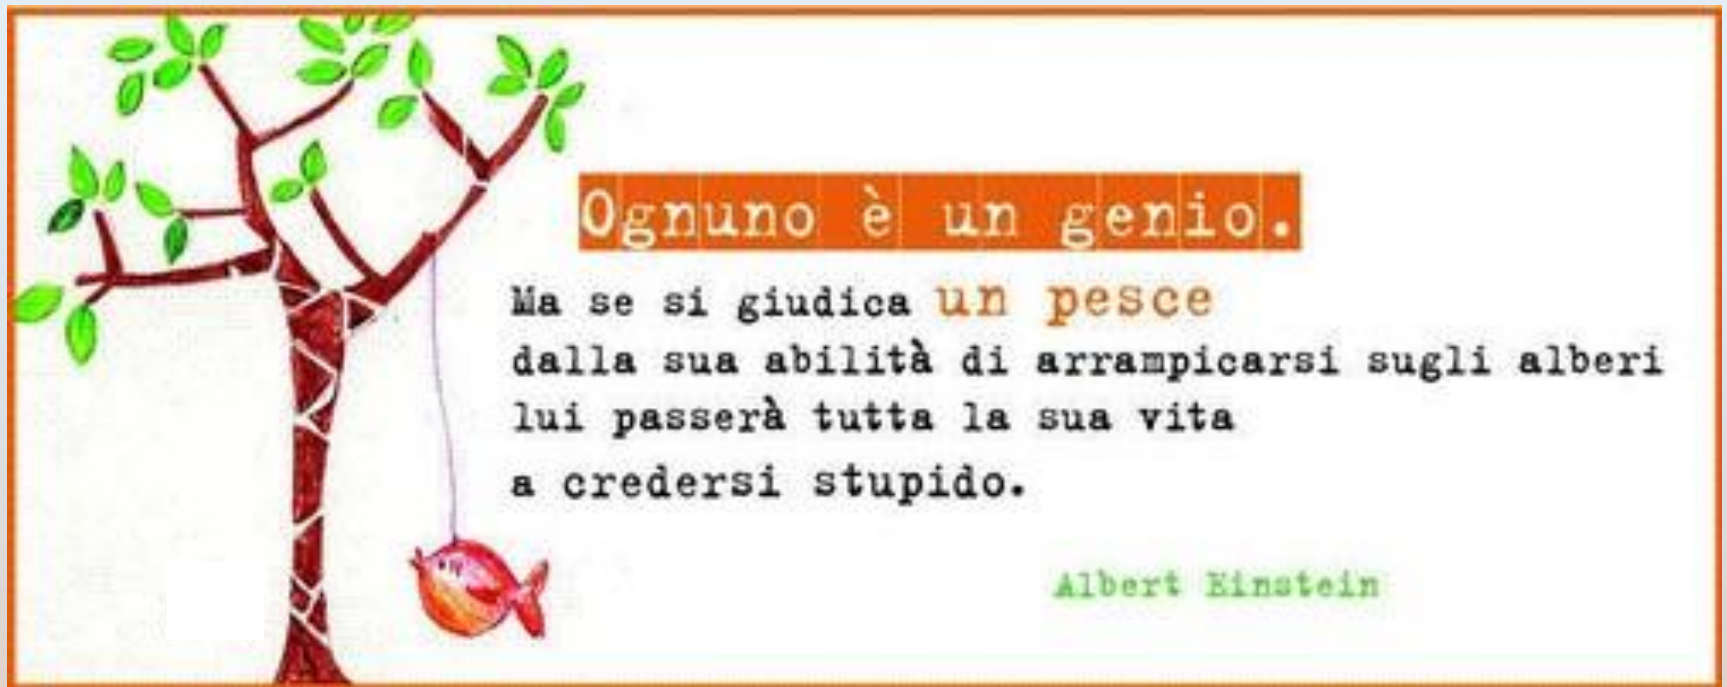 Ognuno è un genio.
Ma se si giudica un pesce
dalla sua abilità di arrampicarsi sugli alberi
lui passerà tutta la sua vita
a credersi stupido.
Albert Einstein